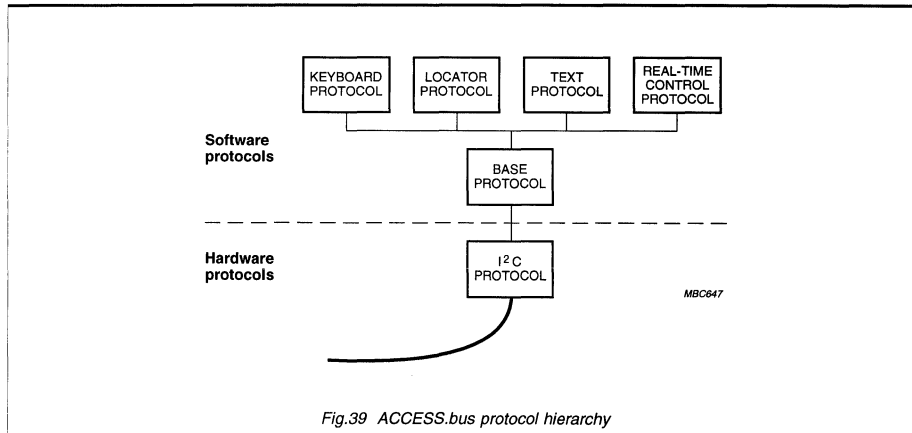 KEYBOARD
PROTOCOL
LOCATOR
PROTOCOL
TEXT
PROTOCOL
REAL-TIME
CONTROL
PROTOCOL
Software
protocols
BASE
PROTOCOL
Hardware
protocols
I²C
PROTOCOL
MBC647
Fig.39 ACCESS.bus protocol hierarchy